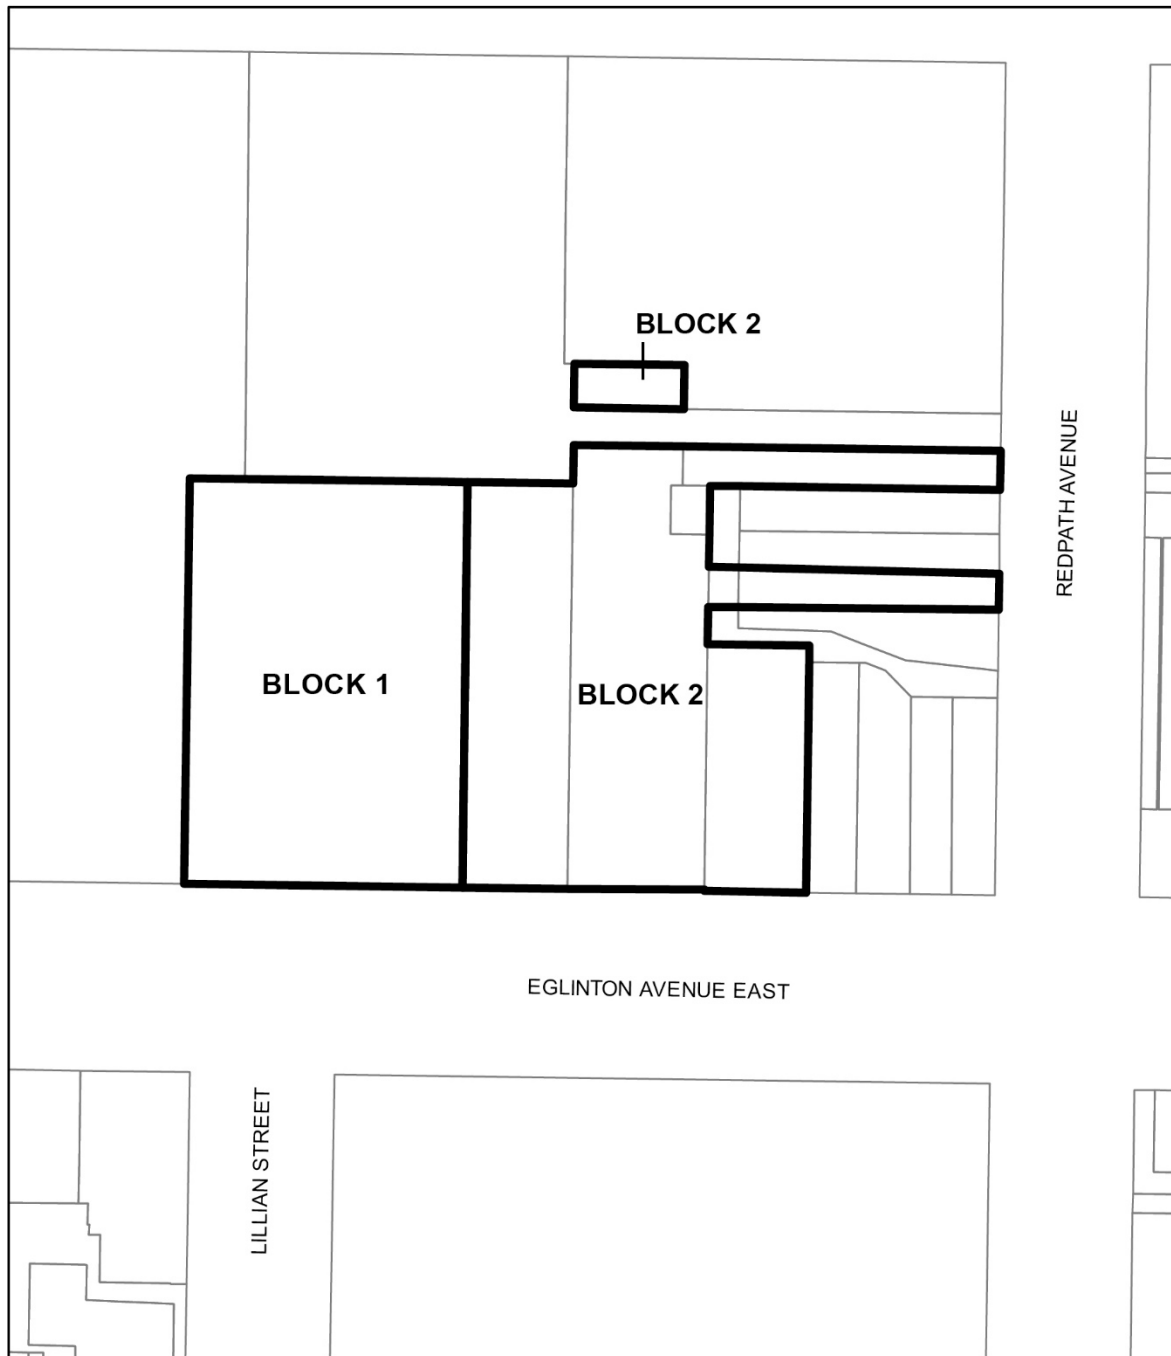 BLOCK 2
REDPATH AVENUE
BLOCK 1
BLOCK 2
EGLINTON AVENUE EAST
LILLIAN STREET